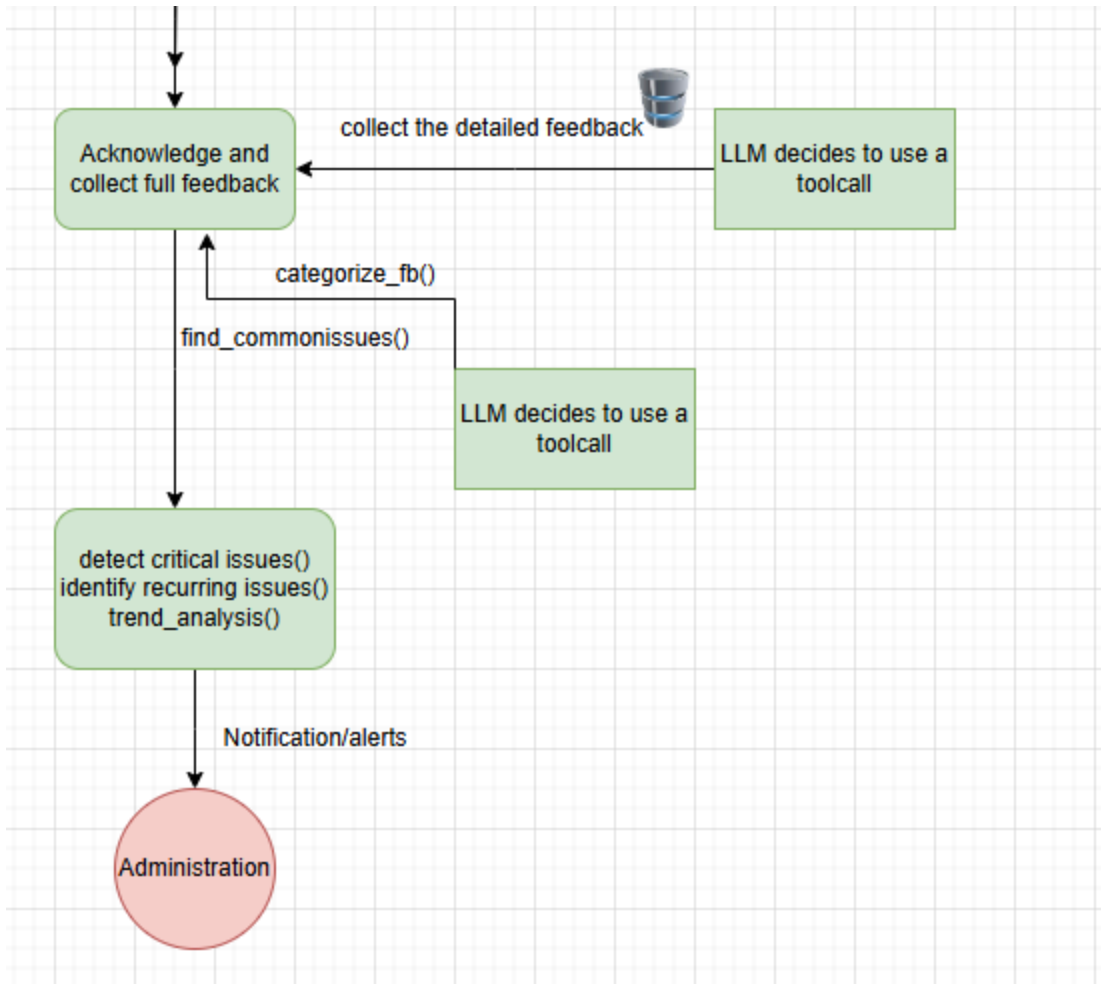 collect the detailed feedback
Acknowledge and
collect full feedback
LLM decides to use a
toolcall
categorize_fb()
find_commonissues()
LLM decides to use a
toolcall
detect critical issues()
identify recurring issues()
trend_analysis()
Notification/alerts
Administration